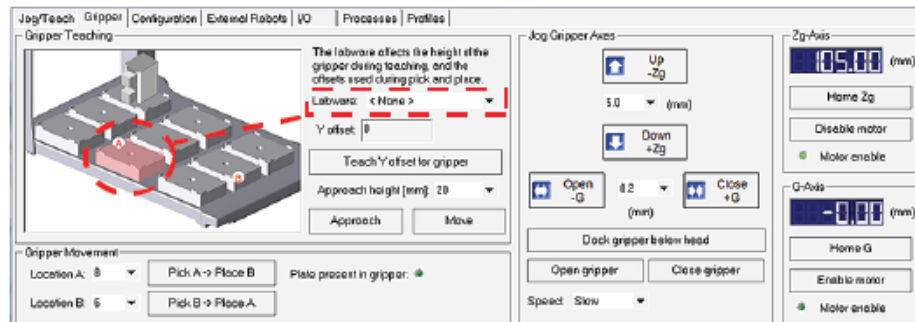 Jog/Teach Gripper Configuration External Robots I/O Processes Profiles
Gripper Teaching
The labware affects the height of the
gripper during teaching, and the
offsets used during pick and place.
Labware: < None >
Y offset: 0
Teach Y offset for gripper
Approach height [mm]: 20
Approach Move
A
B
Gripper Movement
Location A: 8 Pick A -> Place B Plate present in gripper:
Location B: 6 Pick B -> Place A
Jog Gripper Axes
Up
-Zg
5.0 (mm)
Down
+Zg
Open
-G
0.2
(mm)
Close
+G
Dock gripper below head
Open gripper Close gripper
Speed: Slow
Zg-Axis
105.00 (mm)
Home Zg
Disable motor
Motor enable
G-Axis
-0.00 (mm)
Home G
Enable motor
Motor enable